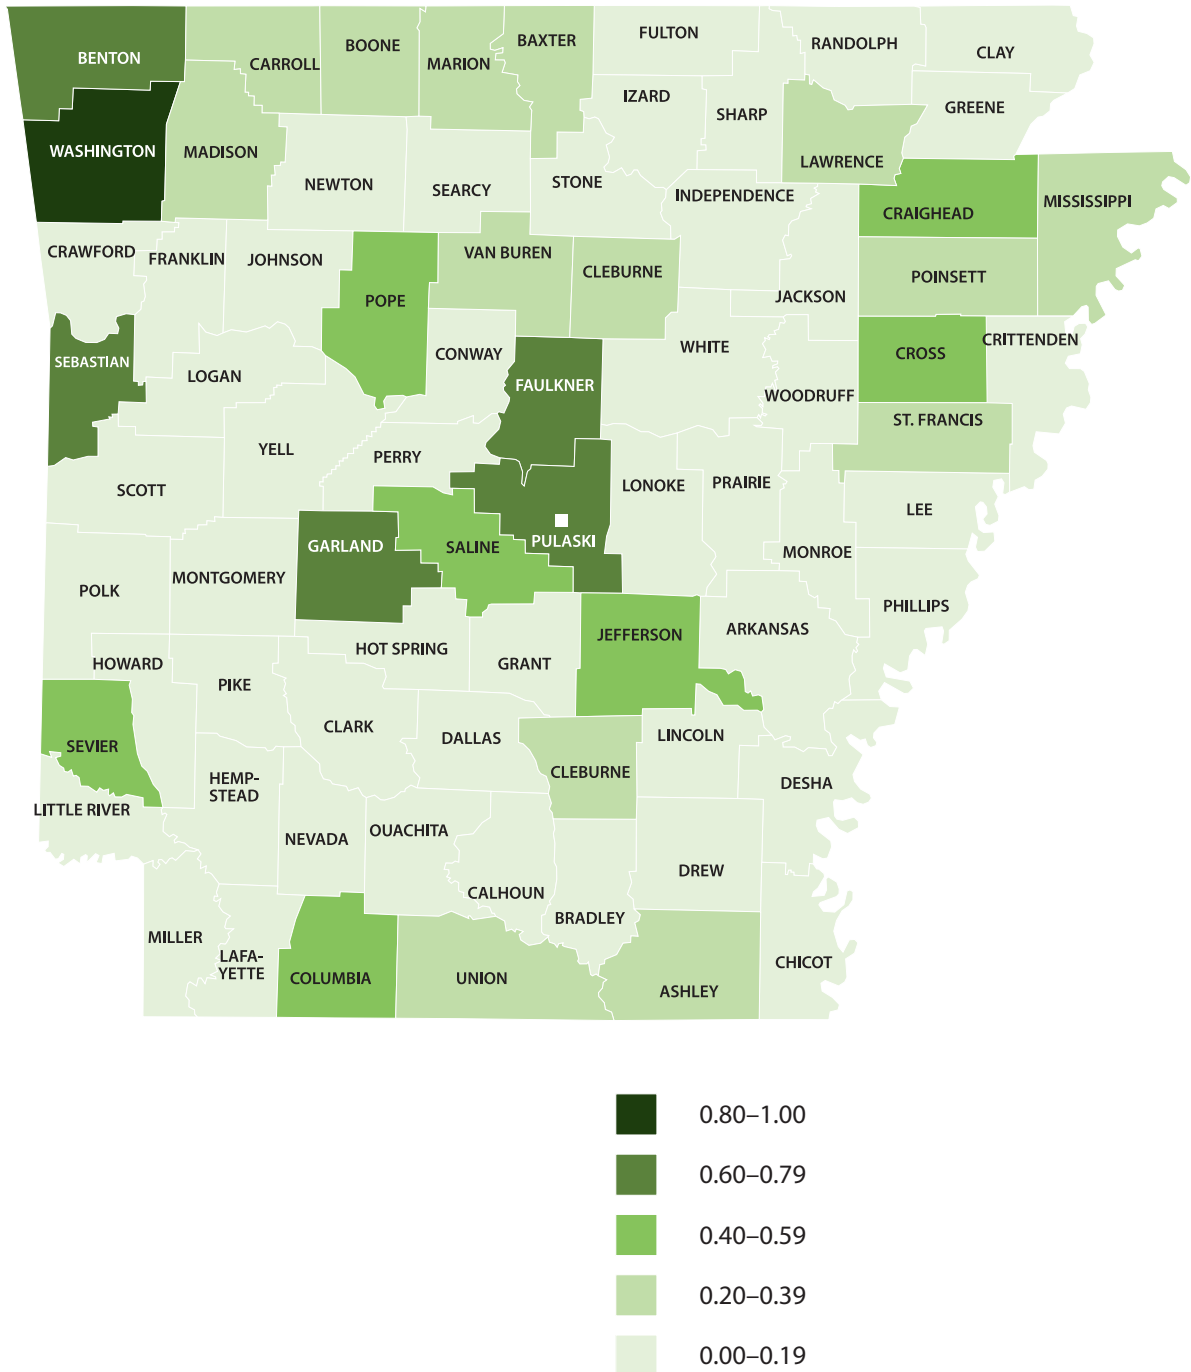 BENTON
CARROLL
BOONE
MARION
BAXTER
FULTON
RANDOLPH
CLAY
IZARD
SHARP
GREENE
WASHINGTON
MADISON
LAWRENCE
NEWTON
SEARCY
STONE
INDEPENDENCE
CRAIGHEAD
MISSISSIPPI
CRAWFORD
FRANKLIN
JOHNSON
VAN BUREN
CLEBURNE
POINSETT
POPE
JACKSON
SEBASTIAN
LOGAN
CONWAY
FAULKNER
WHITE
WOODRUFF
CROSS
CRITTENDEN
ST. FRANCIS
YELL
PERRY
SCOTT
LONOKE
PRAIRIE
LEE
GARLAND
SALINE
PULASKI
MONROE
POLK
MONTGOMERY
PHILLIPS
HOWARD
PIKE
HOT SPRING
GRANT
JEFFERSON
ARKANSAS
SEVIER
CLARK
DALLAS
LINCOLN
CLEBURNE
DESHA
HEMP-
STEAD
LITTLE RIVER
NEVADA
OUACHITA
CALHOUN
BRADLEY
DREW
MILLER
LAFA-
YETTE
COLUMBIA
UNION
ASHLEY
CHICOT
0.80–1.00
0.60–0.79
0.40–0.59
0.20–0.39
0.00–0.19